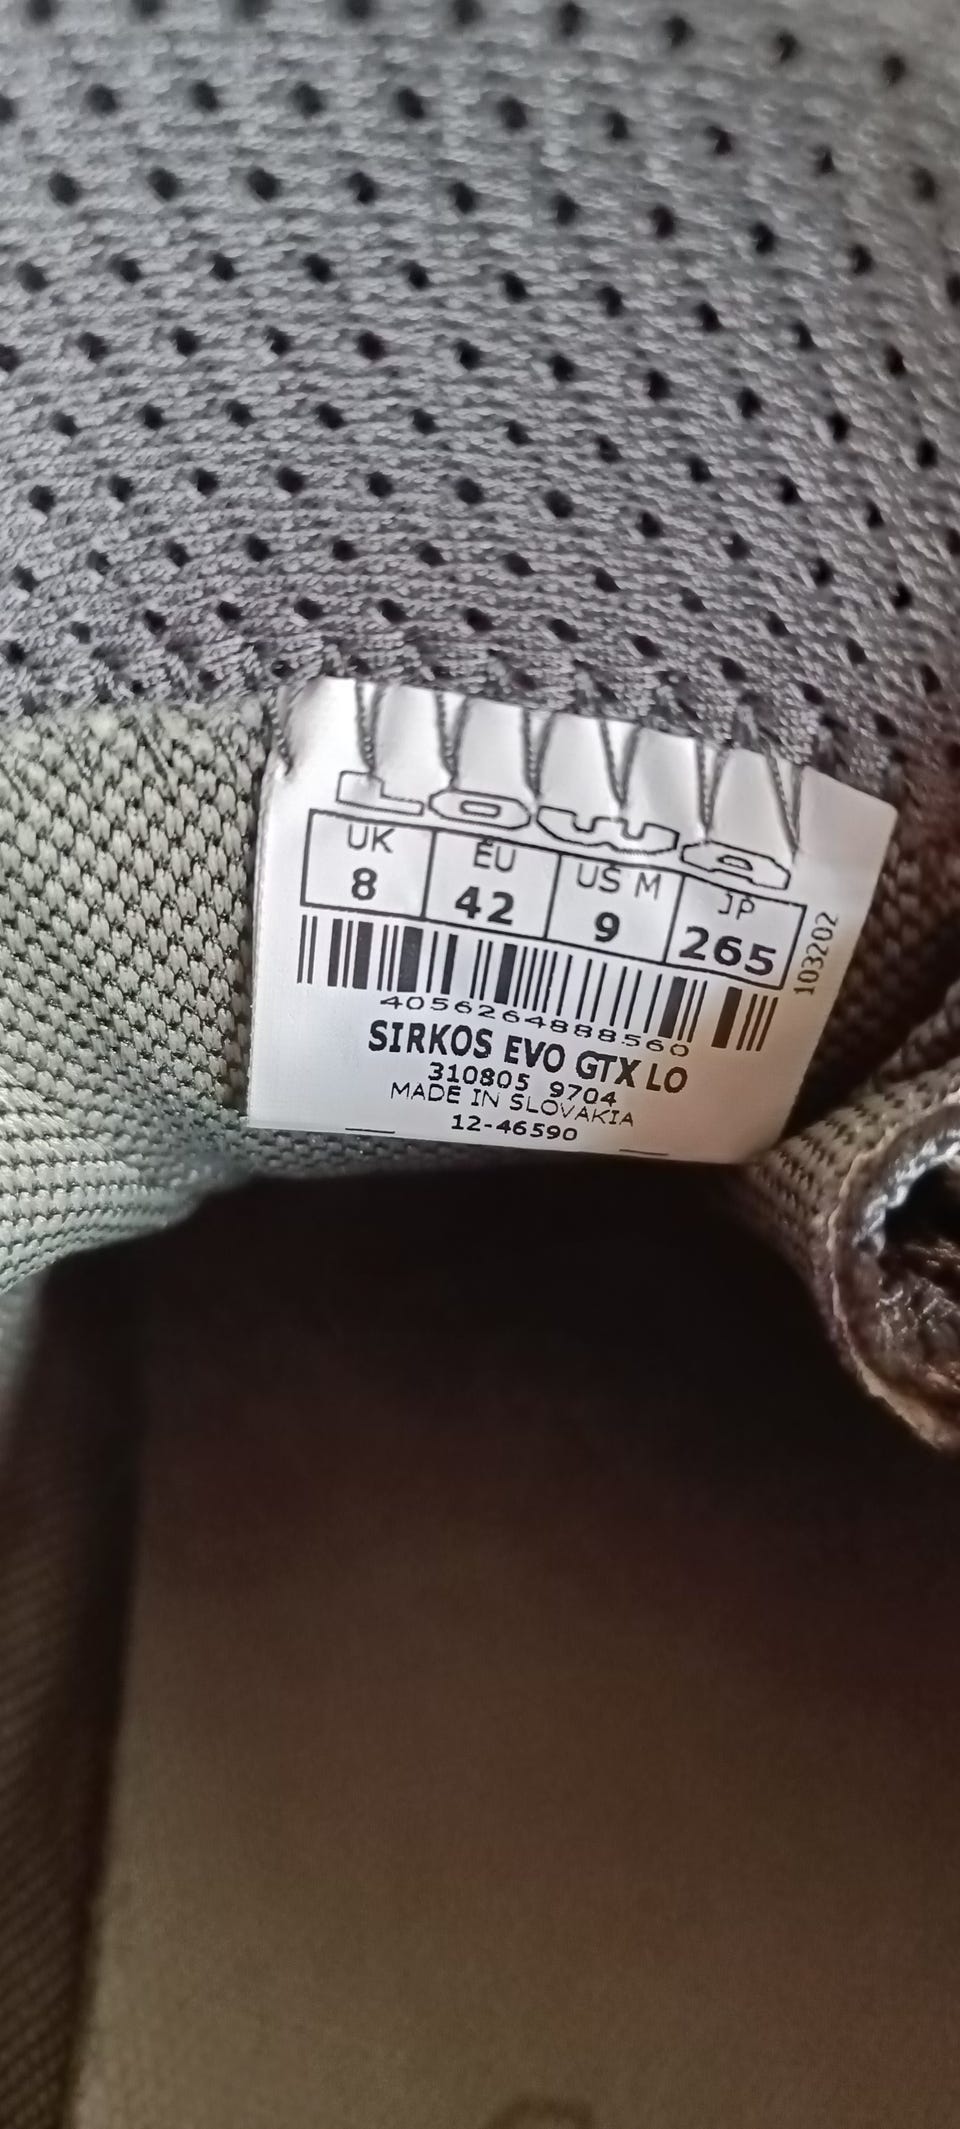 LOWA
UK EU US M JP
8 42 9 265
103202
4056264888560
SIRKOS EVO GTX LO
310805 9704
MADE IN SLOVAKIA
12-46590